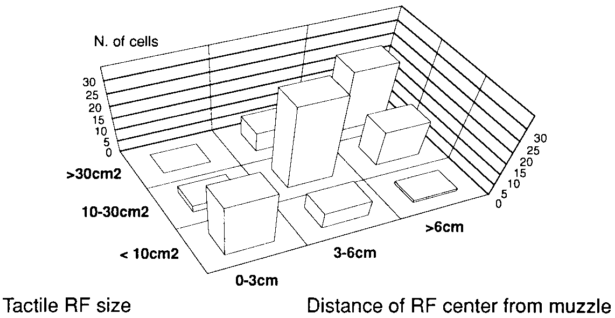 N. of cells
30
25
20
15
10
5
0
30
25
20
15
10
5
0
>30cm2
10-30cm2
< 10cm2
>6cm
3-6cm
0-3cm
Tactile RF size
Distance of RF center from muzzle